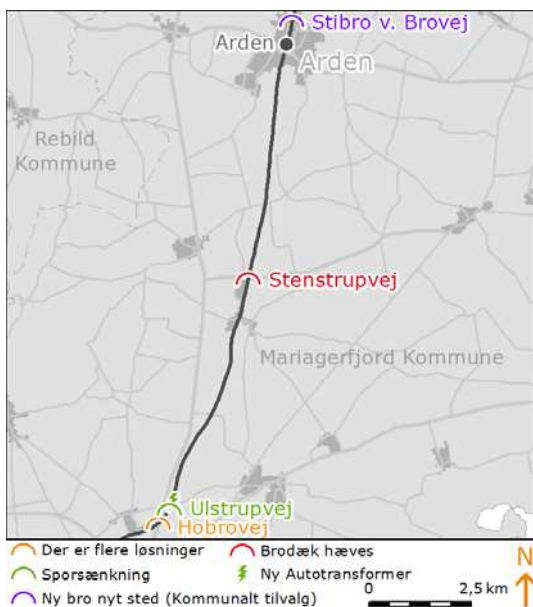 Stibro v. Brovej
Arden
Arden
Rebild
Kommune
Stenstrupvej
Mariagerfjord Kommune
Ulstrupvej
Hobrovej
Der er flere løsninger
Brodæk hæves
Sporsænkning
Ny Autotransformer
Ny bro nyt sted (Kommunalt tilvalg)
0
2,5 km
N